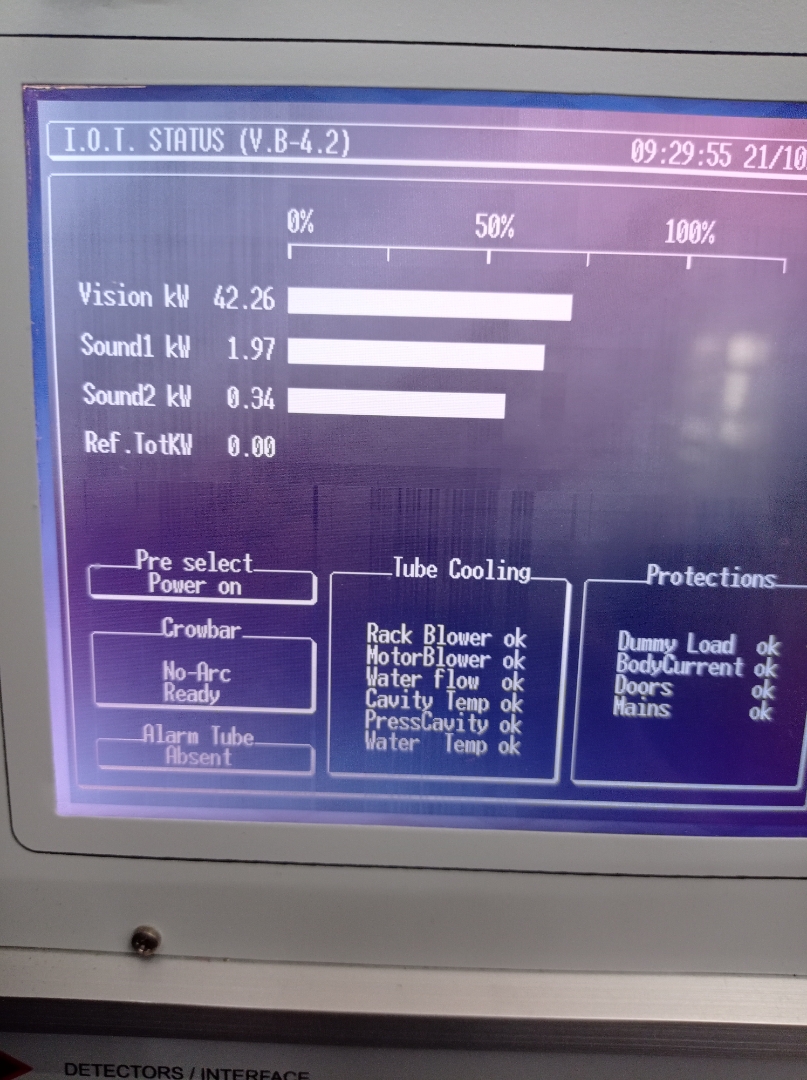 I.O.T. STATUS (V.B-4.2) 09:29:55 21/10
0% 50% 100%
Vision kW 42.26
Sound1 kW 1.97
Sound2 kW 0.34
Ref.TotKW 0.00
Pre select
Power on
Crowbar
No-Arc
Ready
Alarm Tube
Absent
Tube Cooling
Rack Blower ok
MotorBlower ok
Water flow ok
Cavity Temp ok
PressCavity ok
Water Temp ok
Protections
Dummy Load ok
BodyCurrent ok
Doors ok
Mains ok
DETECTORS / INTERFACE